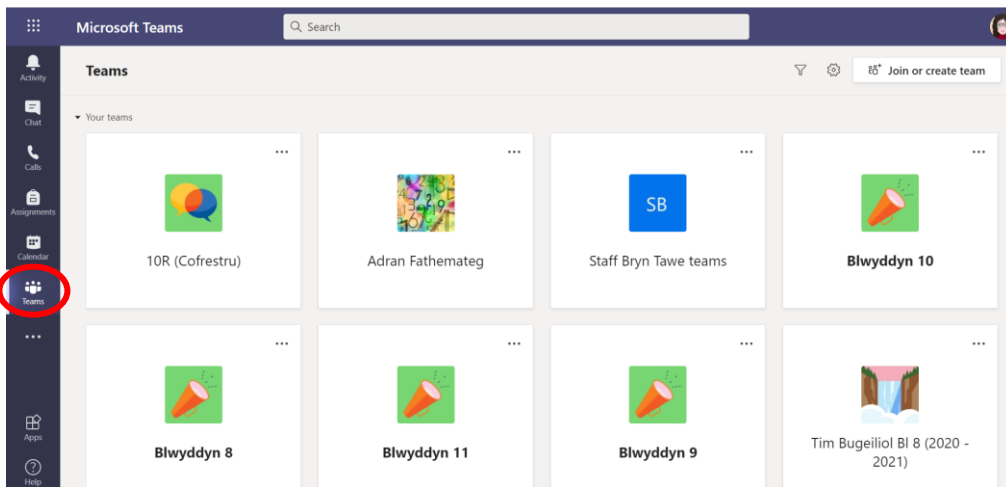 Microsoft Teams
Search
Activity
Chat
Calls
Assignments
Calendar
Teams
Apps
Help
Teams
Join or create team
Your teams
10R (Cofrestru)
Adran Fathemateg
SB
Staff Bryn Tawe teams
Blwyddyn 10
Blwyddyn 8
Blwyddyn 11
Blwyddyn 9
Tim Bugeiliol Bl 8 (2020 -
2021)